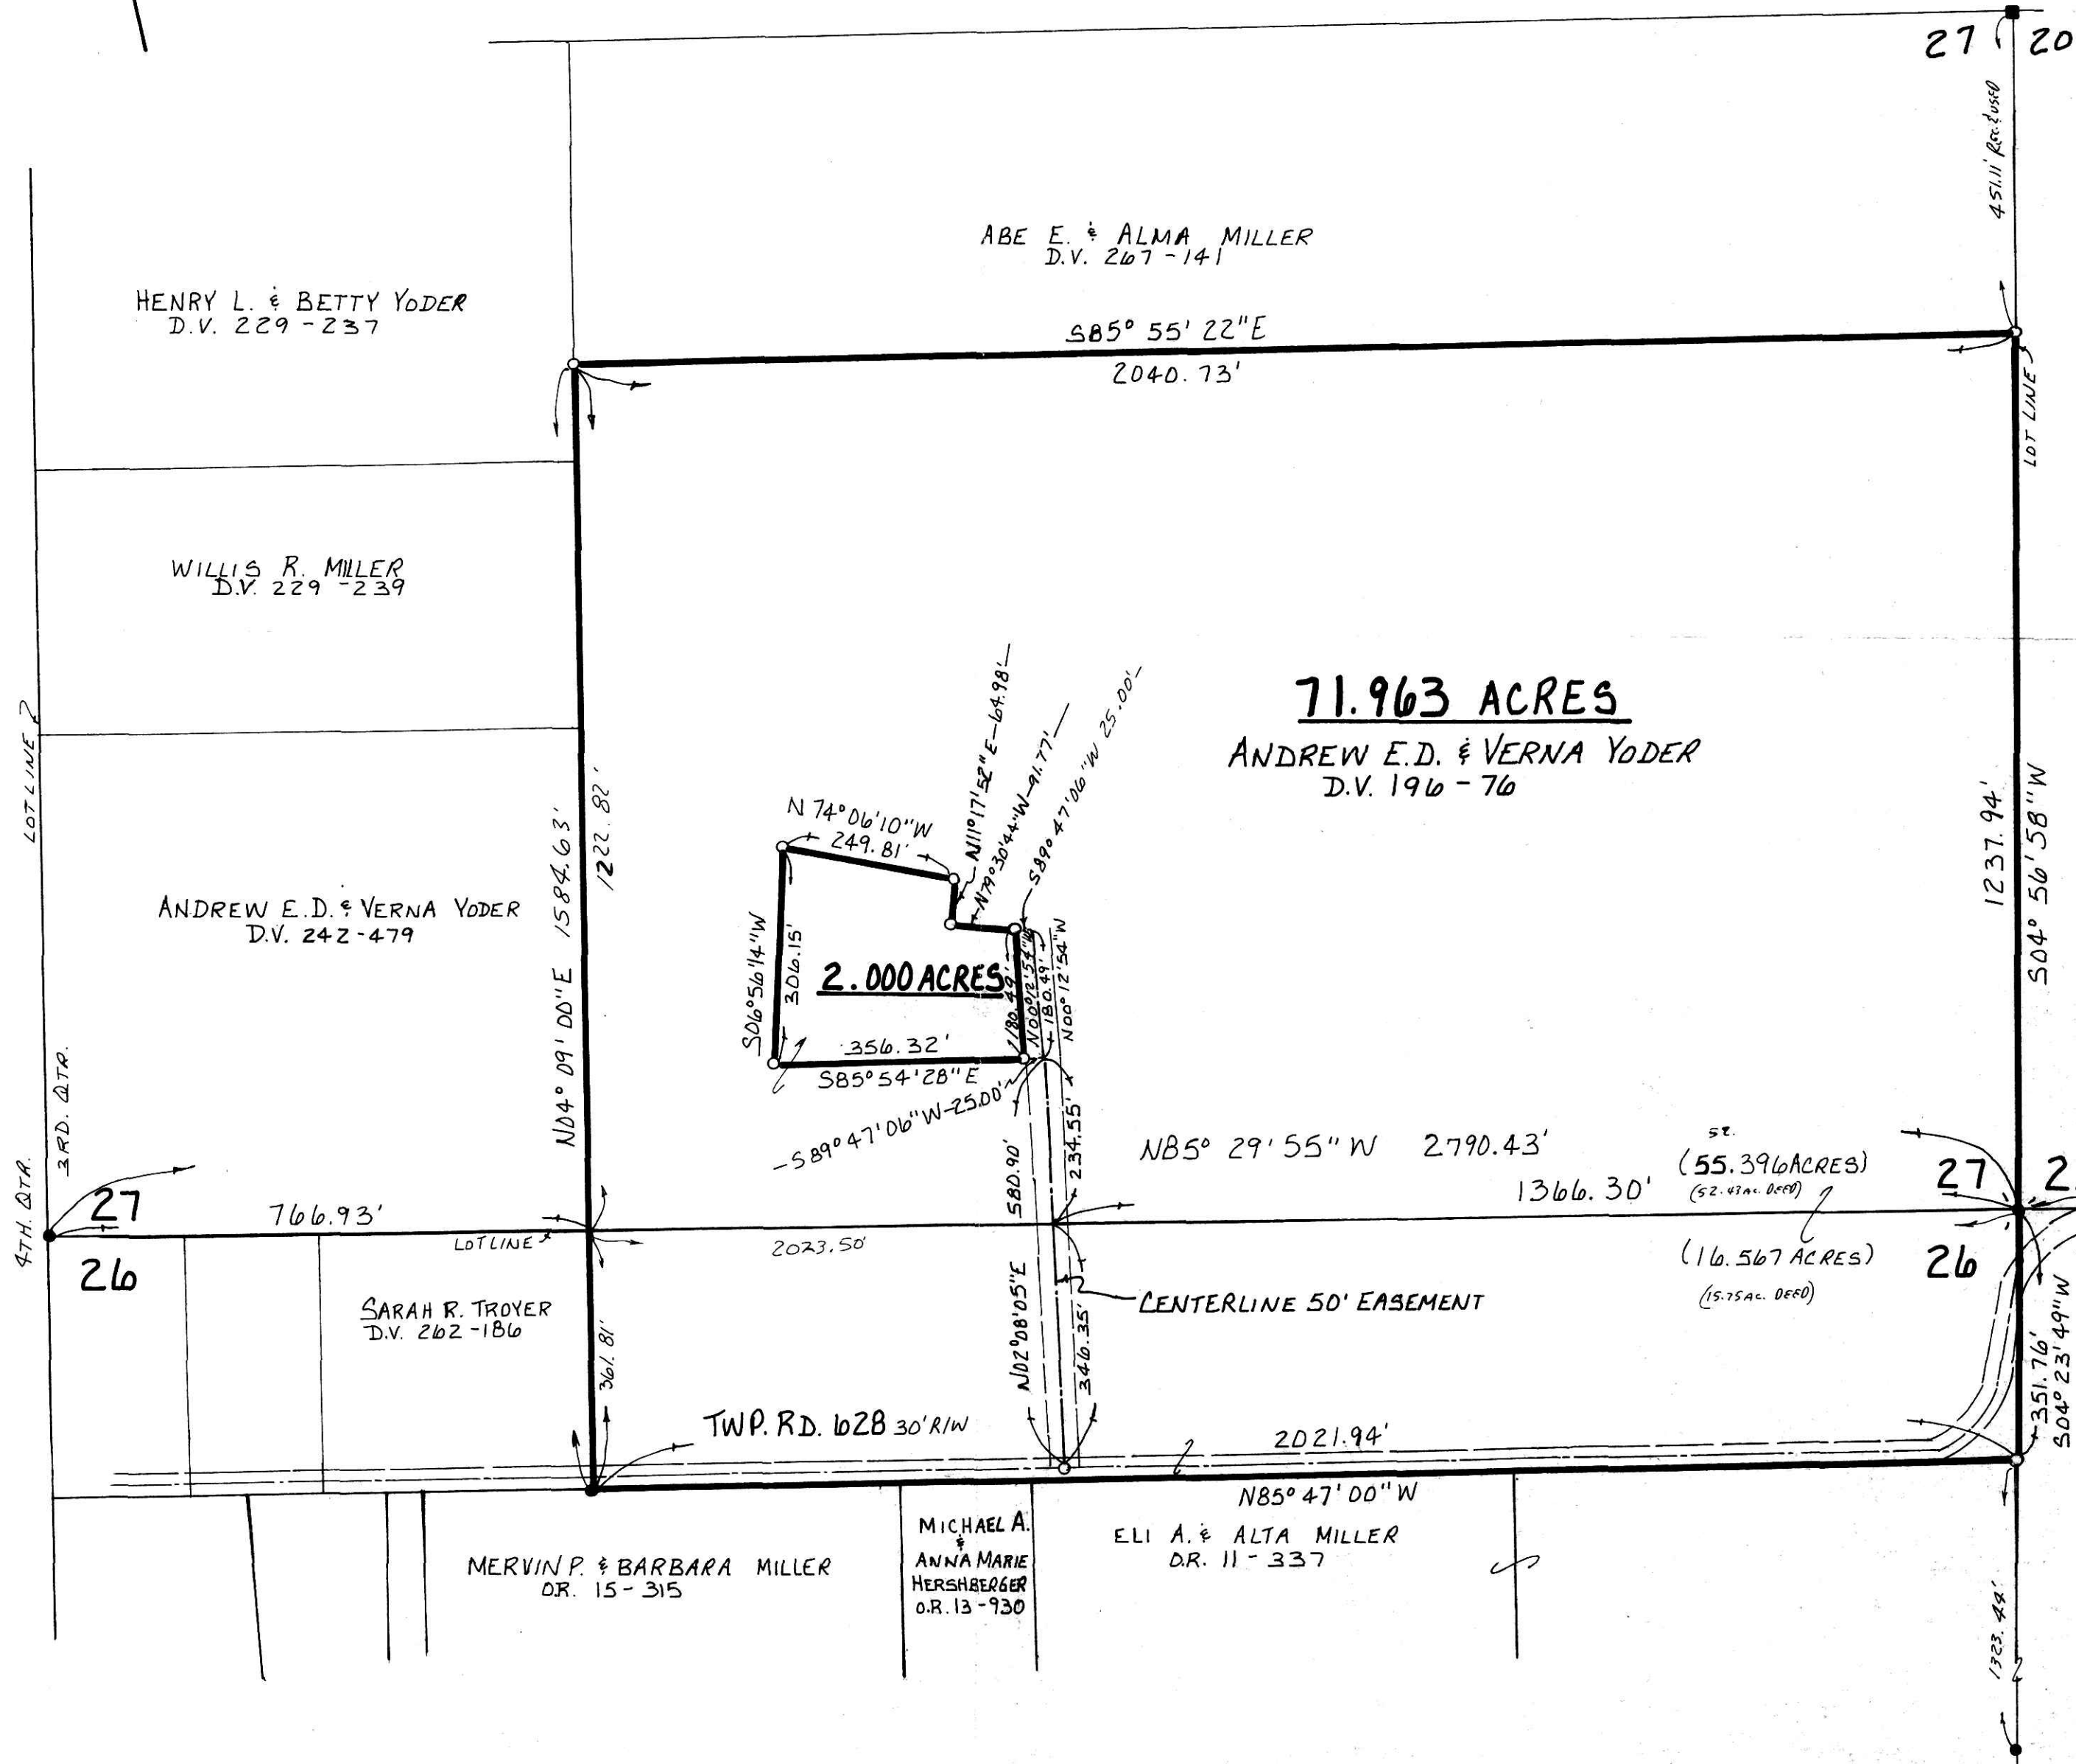 27
20
451.11' Rec. & used
ABE E. & ALMA MILLER
D.V. 267-141
HENRY L. & BETTY YODER
D.V. 229-237
S85° 55' 22"E
2040.73'
LOT LINE
WILLIS R. MILLER
D.V. 229-239
71.963 ACRES
ANDREW E.D. & VERNA YODER
D.V. 196-76
LOT LINE
N04° 09' 00"E 1584.63'
1222.82'
1237.94'
S04° 56' 58"W
N 74° 06' 10"W
249.81'
N11° 17' 52"E-64.98'
N79° 30' 44"W-91.77'
S89° 47' 06"W 25.00'
ANDREW E.D. & VERNA YODER
D.V. 242-479
S06° 56' 14"W
306.15'
2.000 ACRES
180.49'
N00° 12' 54"W
180.49'
N00° 12' 54"W
356.32'
S85° 54' 28"E
S89° 47' 06"W-25.00'
580.90'
234.55'
N85° 29' 55"W 2790.43'
1366.30'
(55.396 ACRES)
(52.43 AC. DEED)
27
2
4TH. QTR.
3RD. QTR.
27
766.93'
LOT LINE
2023.50'
26
(16.567 ACRES)
(15.75 AC. DEED)
26
SARAH R. TROYER
D.V. 262-186
361.81'
N02° 08' 05"E
346.35'
CENTERLINE 50' EASEMENT
351.76'
S04° 23' 49"W
TWP. RD. 628 30' R/W
2021.94'
N85° 47' 00"W
MERVIN P. & BARBARA MILLER
O.R. 15-315
MICHAEL A.
&
ANNA MARIE
HERSHBERGER
O.R. 13-930
ELI A. & ALTA MILLER
O.R. 11-337
1323.44'